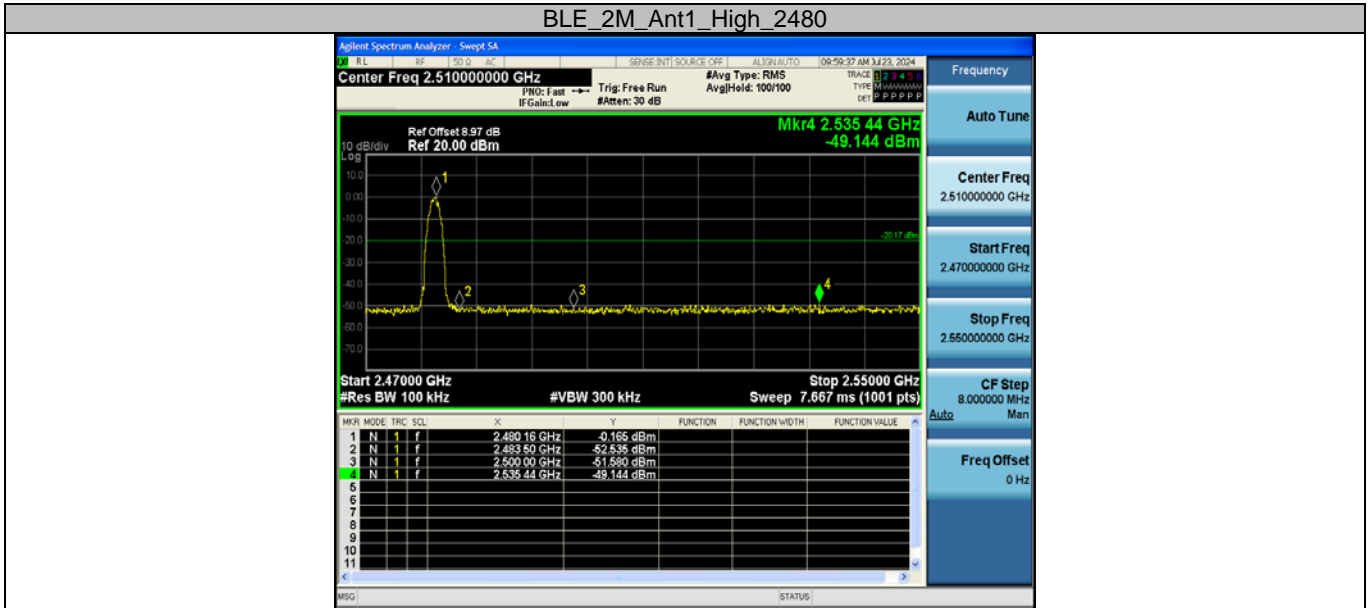 BLE_2M_Ant1_High_2480
Agilent Spectrum Analyzer - Swept SA
RL RF 50 Ω AC SENSE:INT SOURCE OFF ALIGN AUTO 09:59:37 AM Jul 23, 2024
Center Freq 2.510000000 GHz
PNO: Fast
IFGain:Low
Trig: Free Run
#Atten: 30 dB
#Avg Type: RMS
Avg|Hold: 100/100
TRACE 1 2 3 4 5 6
TYPE M WWWWW
DET P P P P P P
Mkr4 2.535 44 GHz
-49.144 dBm
Ref Offset 8.97 dB
10 dB/div Ref 20.00 dBm
Log
10.0
0.00
-10.0
-20.0
-30.0
-40.0
-50.0
-60.0
-70.0
1
2
3
4
-20.17 dBm
Start 2.47000 GHz Stop 2.55000 GHz
#Res BW 100 kHz #VBW 300 kHz Sweep 7.667 ms (1001 pts)
MKR MODE TRC SCL X Y FUNCTION FUNCTION WIDTH FUNCTION VALUE
1 N 1 f 2.480 16 GHz -0.165 dBm
2 N 1 f 2.483 50 GHz -52.535 dBm
3 N 1 f 2.500 00 GHz -51.580 dBm
4 N 1 f 2.535 44 GHz -49.144 dBm
5
6
7
8
9
10
11
MSG STATUS
Frequency
Auto Tune
Center Freq
2.510000000 GHz
Start Freq
2.470000000 GHz
Stop Freq
2.550000000 GHz
CF Step
8.000000 MHz
Auto Man
Freq Offset
0 Hz